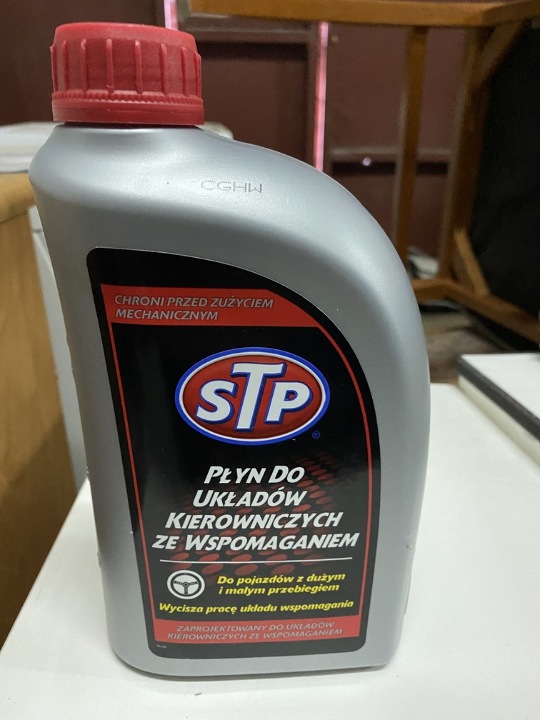 CGHW
CHRONI PRZED ZUŻYCIEM
MECHANICZNYM
STP
®
PŁYN DO
UKŁADÓW
KIEROWNICZYCH
ZE WSPOMAGANIEM
Do pojazdów z dużym
i małym przebiegiem
Wycisza pracę układu wspomagania
ZAPROJEKTOWANY DO UKŁADÓW
KIEROWNICZYCH ZE WSPOMAGANIEM